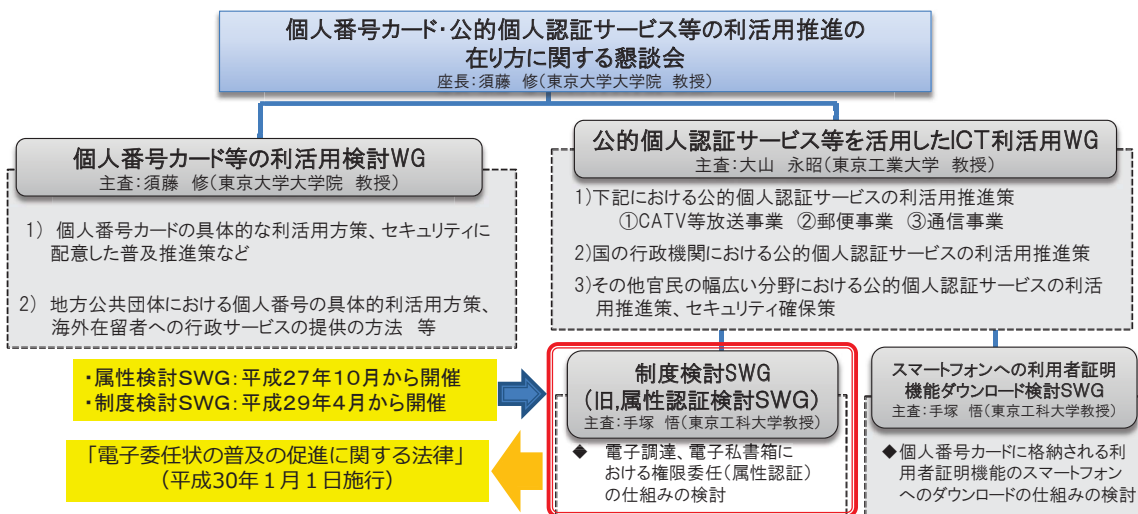 個人番号カード・公的個人認証サービス等の利活用推進の
在り方に関する懇談会
座長：須藤　修（東京大学大学院　教授）
個人番号カード等の利活用検討WG
主査：須藤　修（東京大学大学院　教授）
1） 個人番号カードの具体的な利活用方策、セキュリティに
配意した普及推進策など
2） 地方公共団体における個人番号の具体的利活用方策、
海外在留者への行政サービスの提供の方法　等
公的個人認証サービス等を活用したICT利活用WG
主査：大山　永昭（東京工業大学　教授）
1）下記における公的個人認証サービスの利活用推進策
①CATV等放送事業　②郵便事業　③通信事業
2）国の行政機関における公的個人認証サービスの利活用推進策
3）その他官民の幅広い分野における公的個人認証サービスの利活
用推進策、セキュリティ確保策
・属性検討SWG：平成27年10月から開催
・制度検討SWG：平成29年4月から開催
「電子委任状の普及の促進に関する法律」
（平成30年1月1日施行）
制度検討SWG
（旧,属性認証検討SWG）
主査：手塚　悟（東京工科大学教授）
◆ 電子調達、電子私書箱に
おける権限委任（属性認証）
の仕組みの検討
スマートフォンへの利用者証明
機能ダウンロード検討SWG
主査：手塚　悟（東京工科大学教授）
◆個人番号カードに格納される利
用者証明機能のスマートフォン
へのダウンロードの仕組みの検討